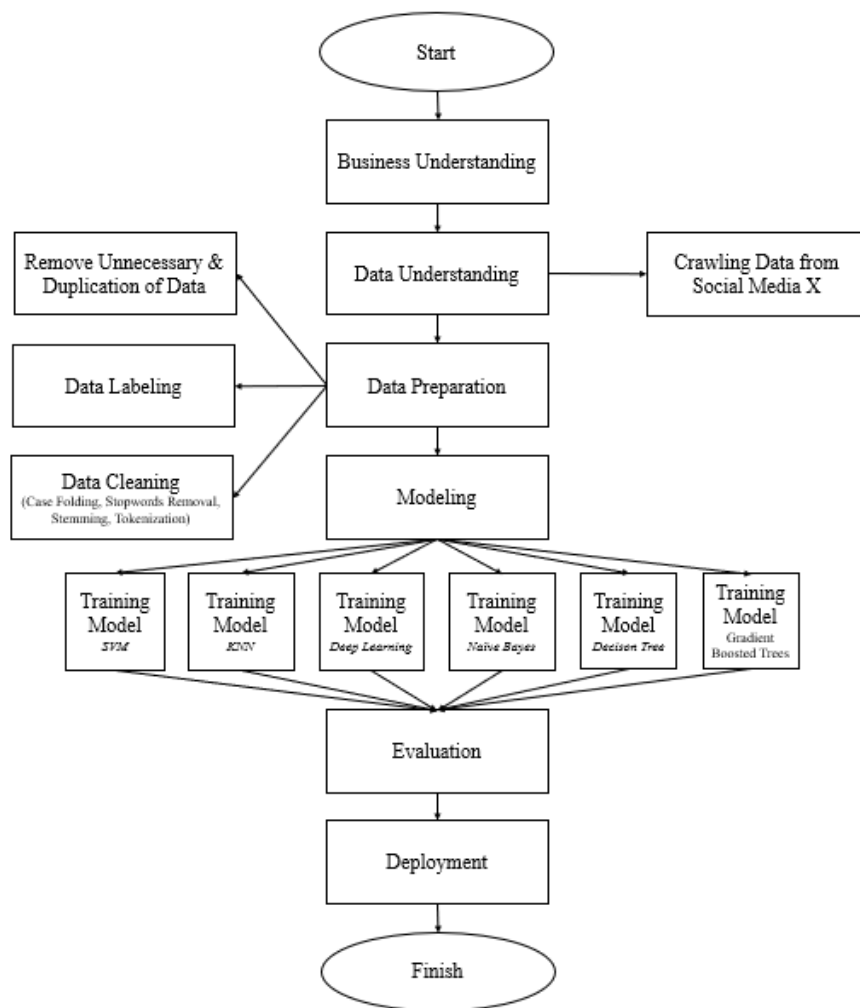 Start
Business Understanding
Remove Unnecessary &
Duplication of Data
Data Understanding
Crawling Data from
Social Media X
Data Labeling
Data Preparation
Data Cleaning
(Case Folding, Stopwords Removal,
Stemming, Tokenization)
Modeling
Training
Model
SVM
Training
Model
KNN
Training
Model
Deep Learning
Training
Model
Naive Bayes
Training
Model
Decison Tree
Training
Model
Gradient
Boosted Trees
Evaluation
Deployment
Finish